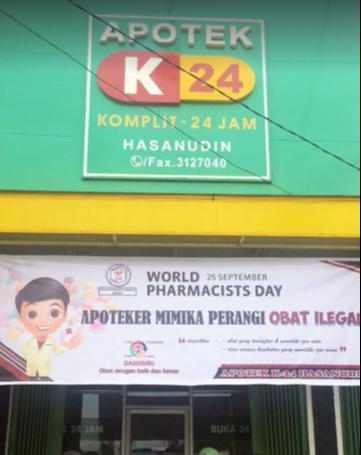 APOTEK
K 24
KOMPLIT - 24 JAM
HASANUDIN
/Fax.3127040
WORLD 25 SEPTEMBER
PHARMACISTS DAY
APOTEKER MIMIKA PERANGI OBAT ILEGAL
DAGUSIBU
Obat dengan baik dan benar
APOTEK K-24 HASANUDIN
24 JAM
BUKA 24